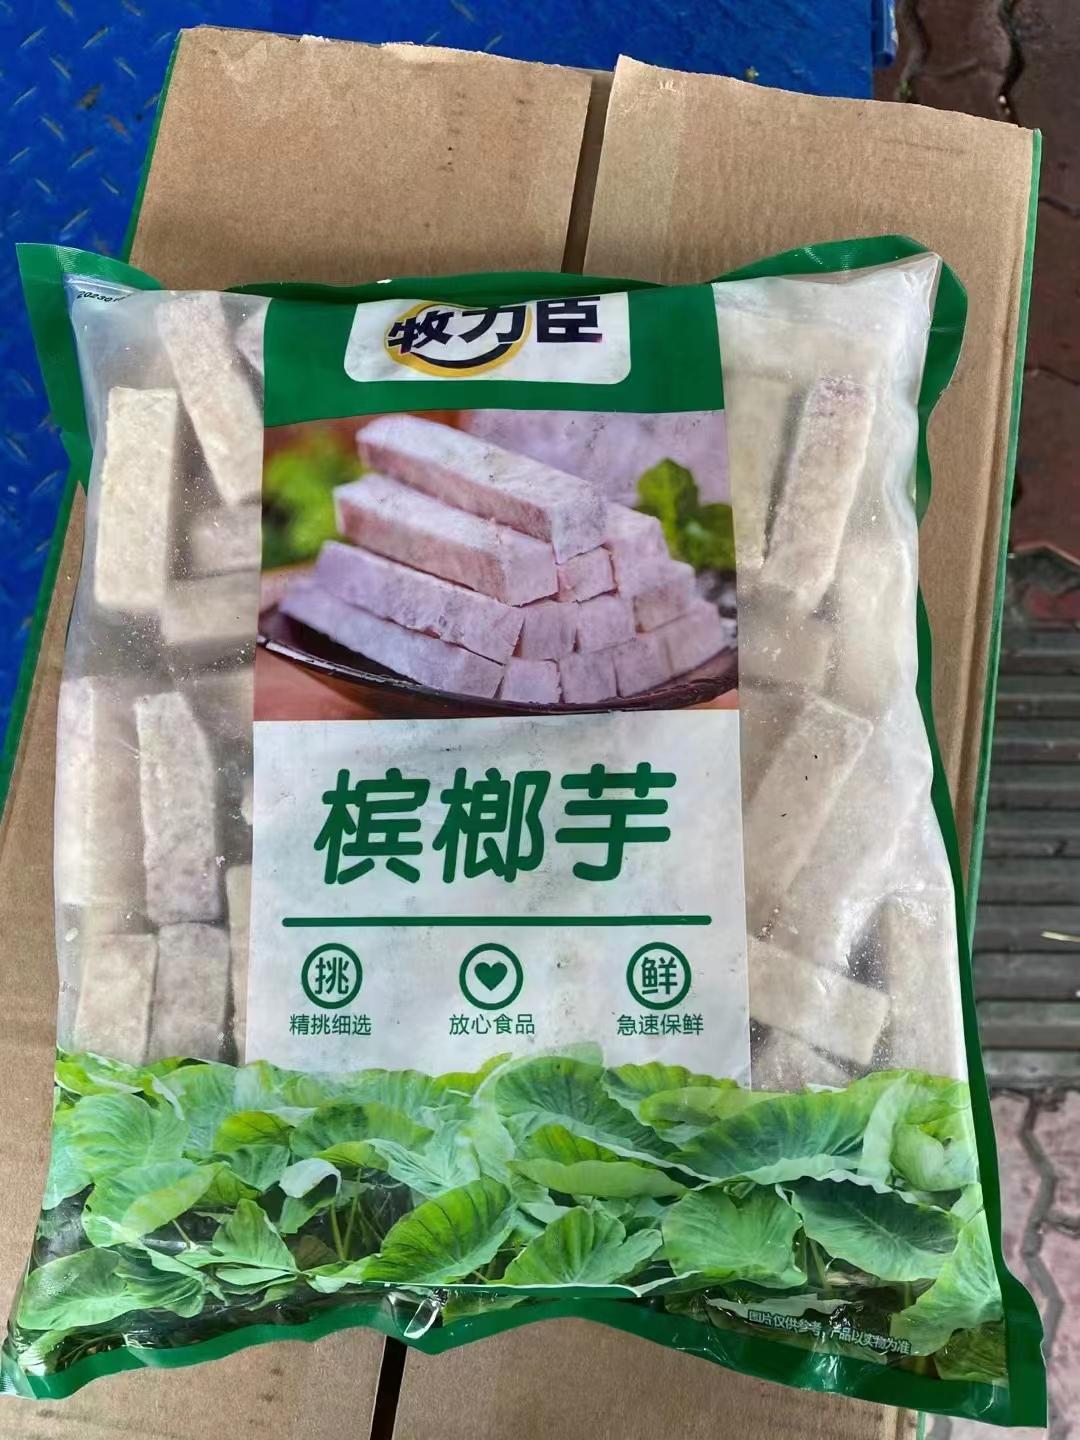 牧力臣
槟榔芋
挑
鲜
精挑细选
放心食品
急速保鲜
图片仅供参考，产品以实物为准